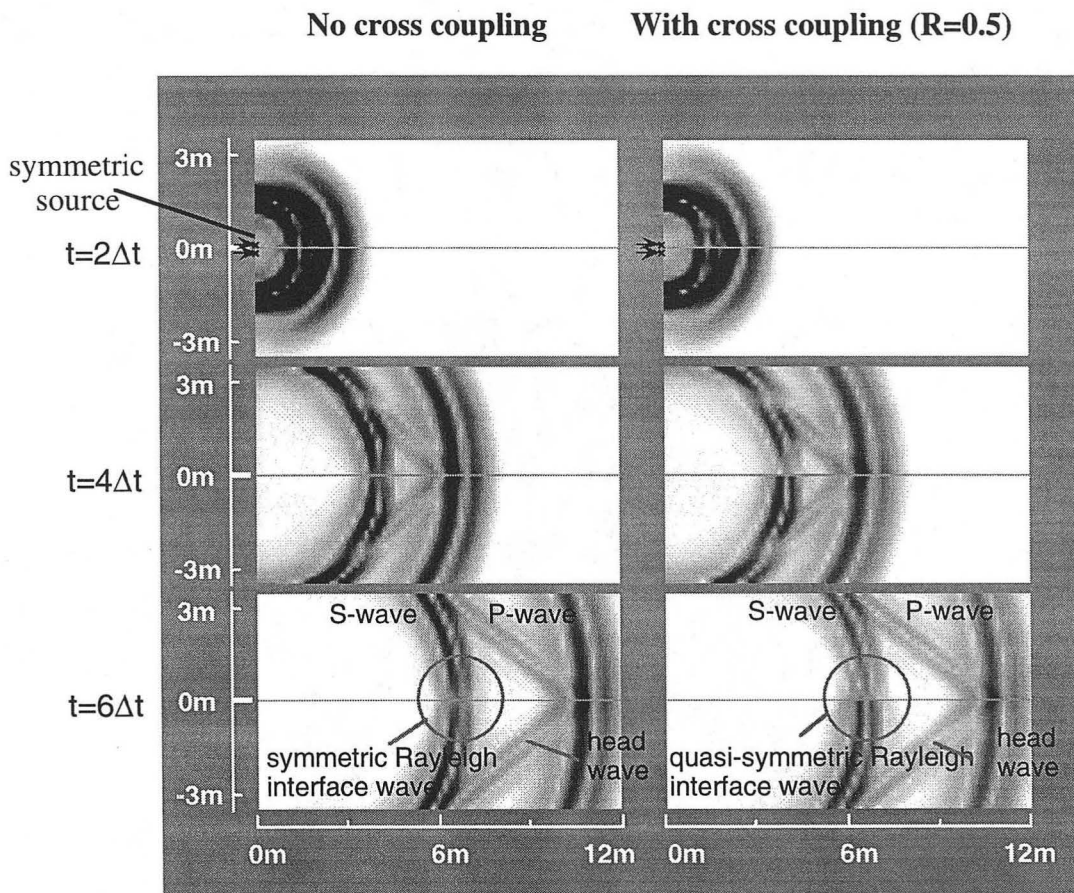 No cross coupling
With cross coupling (R=0.5)
symmetric
source
t=2Δt
3m
0m
-3m
t=4Δt
3m
0m
-3m
t=6Δt
3m
0m
-3m
S-wave
P-wave
symmetric Rayleigh
interface wave
head
wave
S-wave
P-wave
quasi-symmetric Rayleigh
interface wave
head
wave
0m
6m
12m
0m
6m
12m